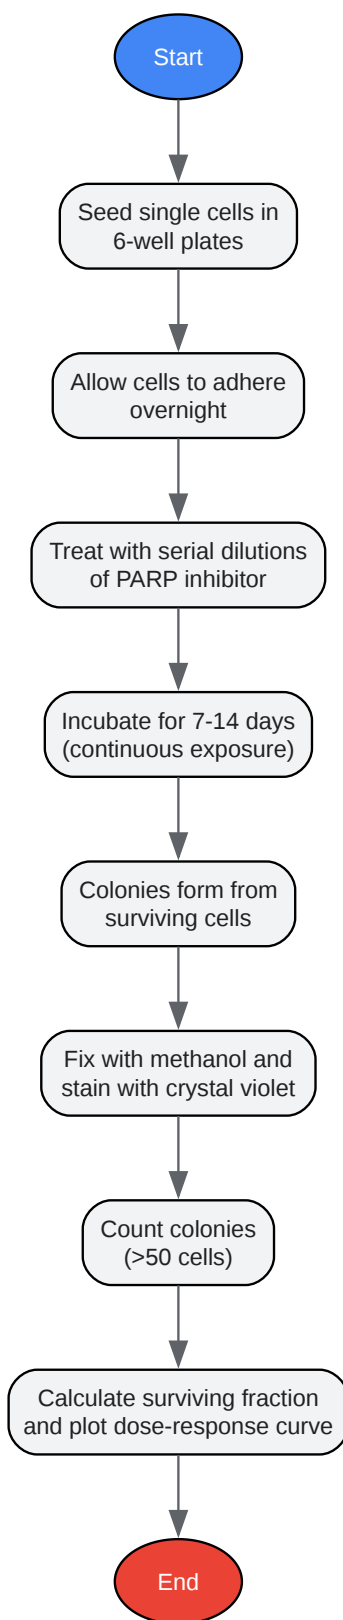 Start
Seed single cells in
6-well plates
Allow cells to adhere
overnight
Treat with serial dilutions
of PARP inhibitor
Incubate for 7-14 days
(continuous exposure)
Colonies form from
surviving cells
Fix with methanol and
stain with crystal violet
Count colonies
(>50 cells)
Calculate surviving fraction
and plot dose-response curve
End